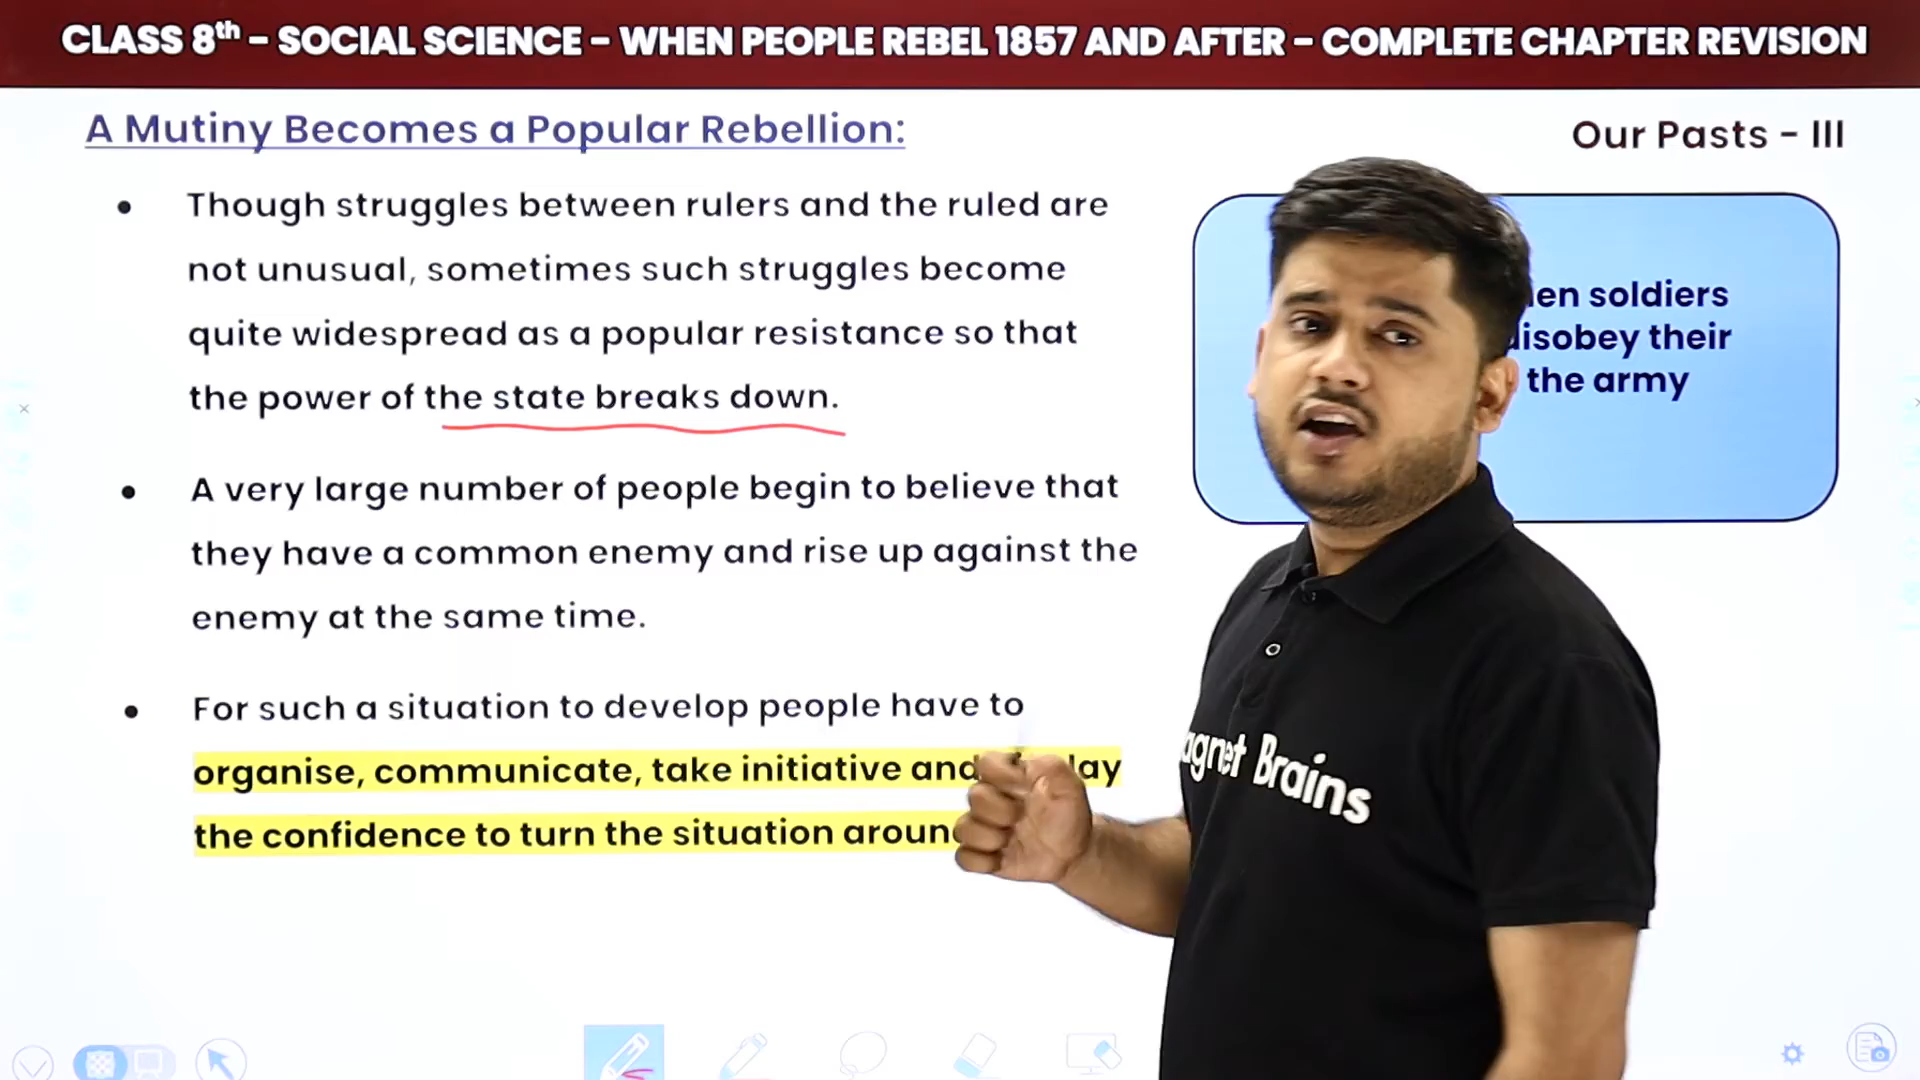 CLASS 8th – SOCIAL SCIENCE – WHEN PEOPLE REBEL 1857 AND AFTER – COMPLETE CHAPTER REVISION
A Mutiny Becomes a Popular Rebellion:
Our Pasts - III
• Though struggles between rulers and the ruled are
not unusual, sometimes such struggles become
quite widespread as a popular resistance so that
the power of the state breaks down.
• A very large number of people begin to believe that
they have a common enemy and rise up against the
enemy at the same time.
• For such a situation to develop people have to
organise, communicate, take initiative and
the confidence to turn the situation
soldiers
their
the army
Brains